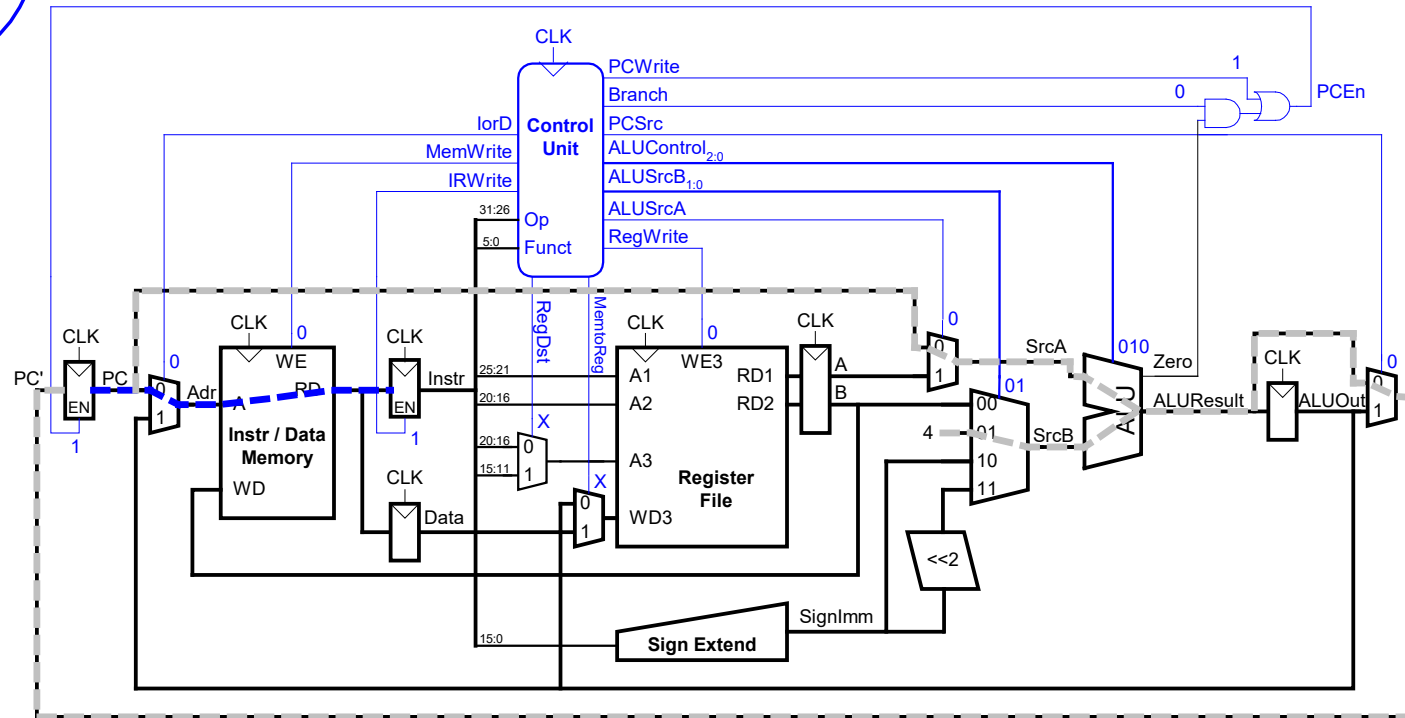 CLK
PCWrite
1
Branch
0
PCEn
IorD
Control
Unit
PCSrc
MemWrite
ALUControl2:0
IRWrite
ALUSrcB1:0
31:26
Op
ALUSrcA
5:0
Funct
RegWrite
RegDst
MemtoReg
CLK
0
CLK
0
CLK
CLK
0
CLK
0
0
SrcA
010
CLK
0
WE
WE3
A
0
Zero
PC'
PC
0
Adr
A
RD
Instr
25:21
A1
RD1
1
01
0
EN
EN
B
00
ALU
ALUResult
ALUOut
1
1
20:16
A2
RD2
1
1
Instr / Data
Memory
X
4
01
SrcB
20:16
0
15:11
1
A3
10
CLK
X
Register
File
WD
0
11
Data
1
WD3
<<2
SignImm
15:0
Sign Extend